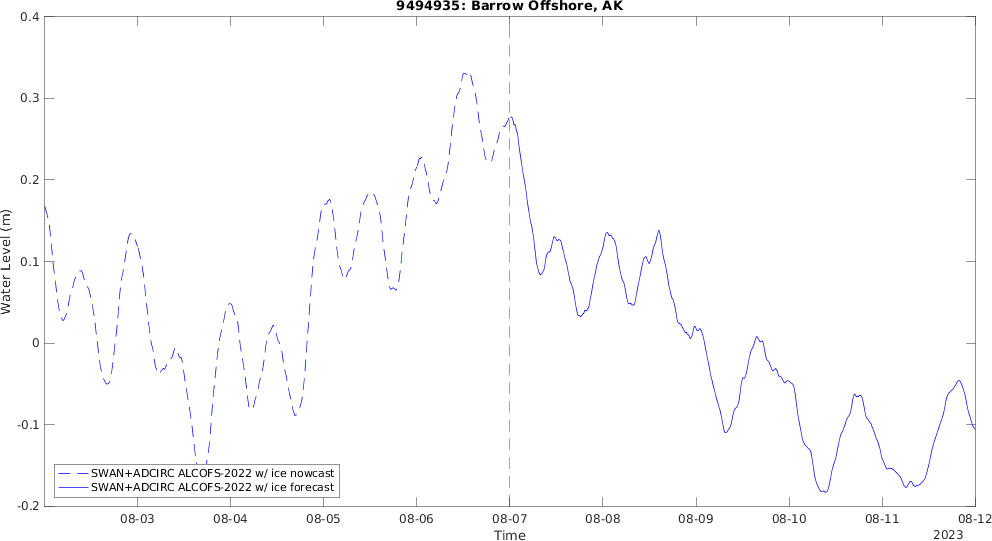 9494935: Barrow Offshore, AK
Water Level (m)
0.4
0.3
0.2
0.1
0
-0.1
-0.2
SWAN+ADCIRC ALCOFS-2022 w/ ice nowcast
SWAN+ADCIRC ALCOFS-2022 w/ ice forecast
08-03 08-04 08-05 08-06 08-07 08-08 08-09 08-10 08-11 08-12
Time
2023